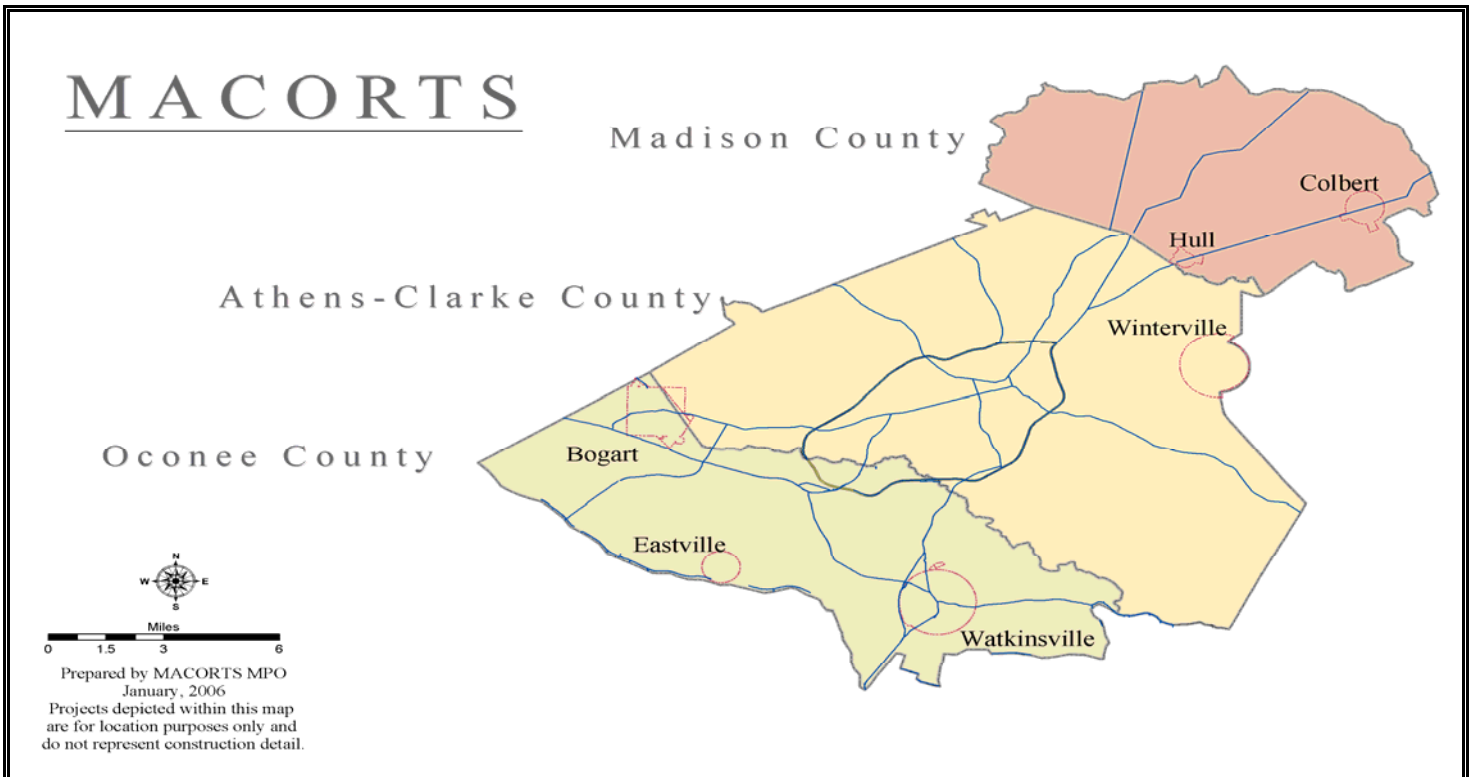 MACORTS
Madison County
Colbert
Hull
Athens-Clarke County
Winterville
Oconee County
Bogart
Eastville
Watkinsville
N
W E
S
Miles
0 1.5 3 6
Prepared by MACORTS MPO
January, 2006
Projects depicted within this map
are for location purposes only and
do not represent construction detail.